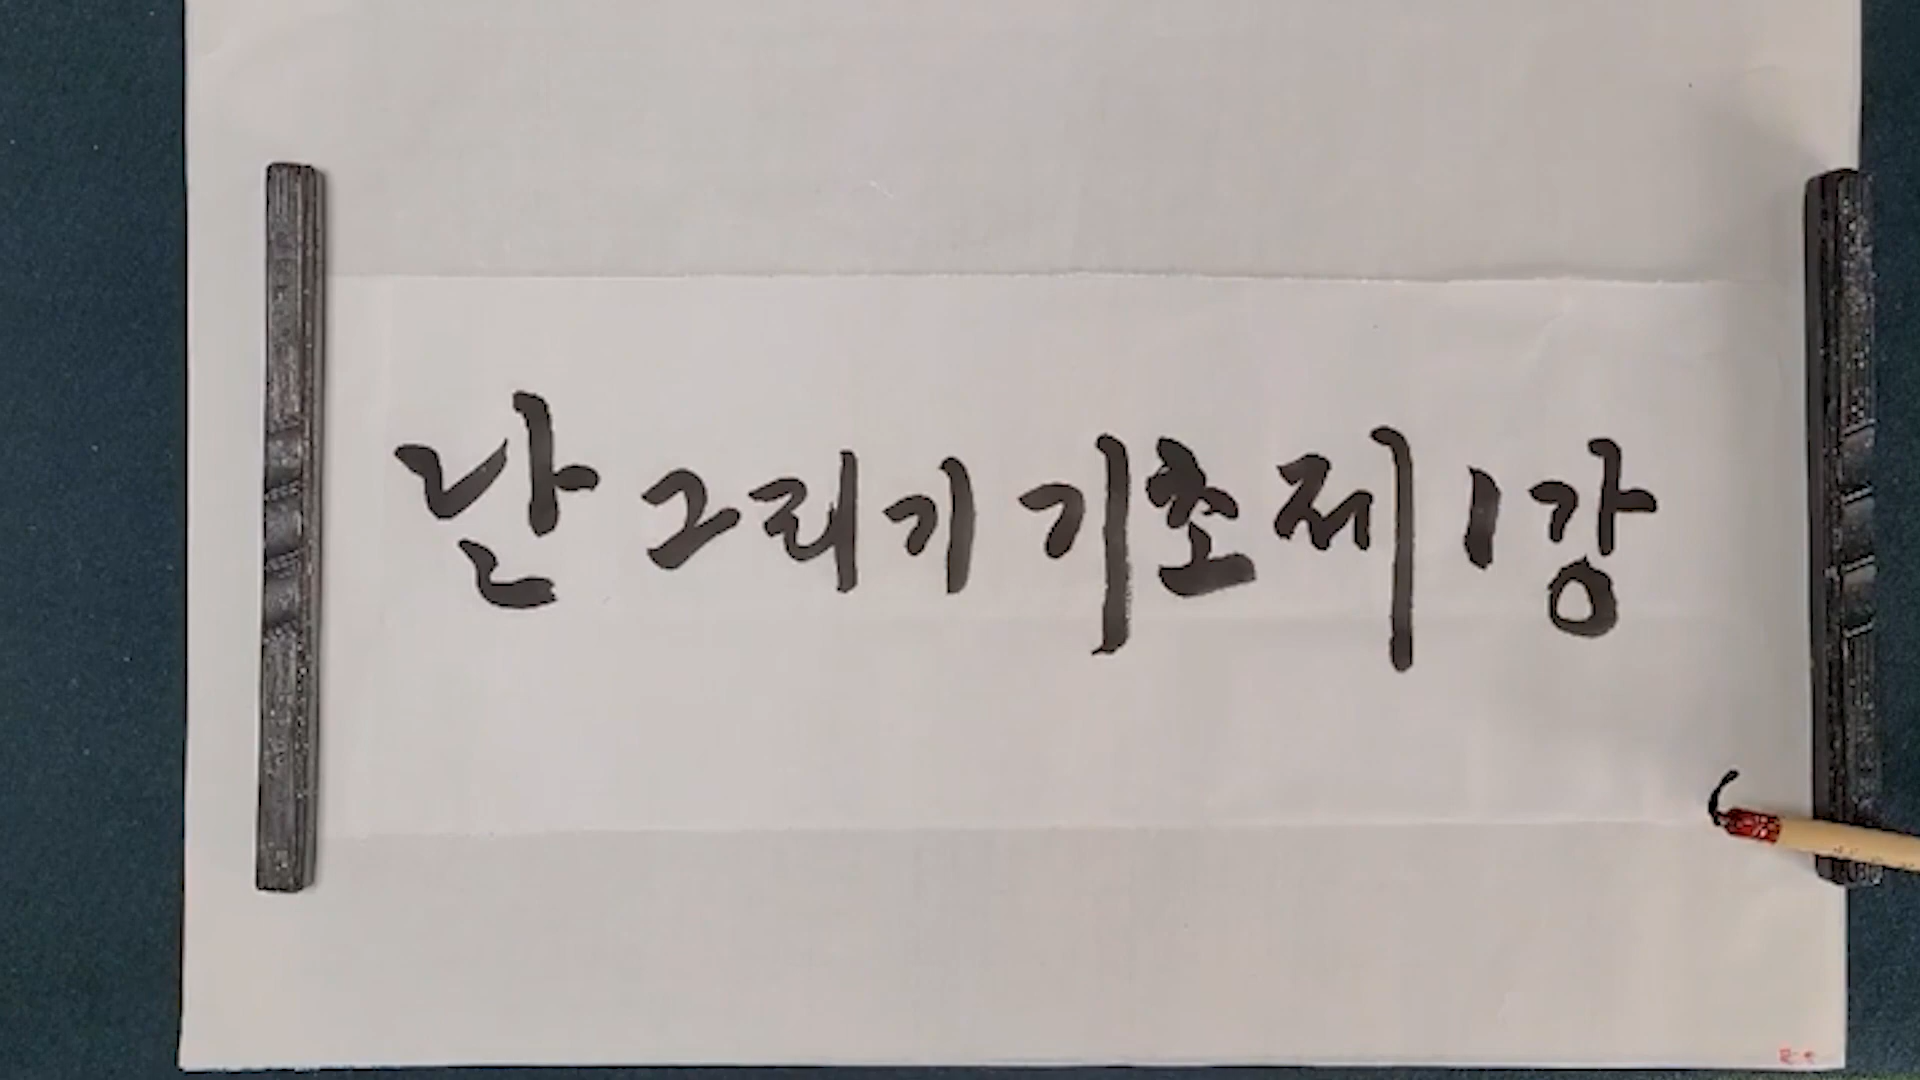 난 그리기 기초 제 1 강